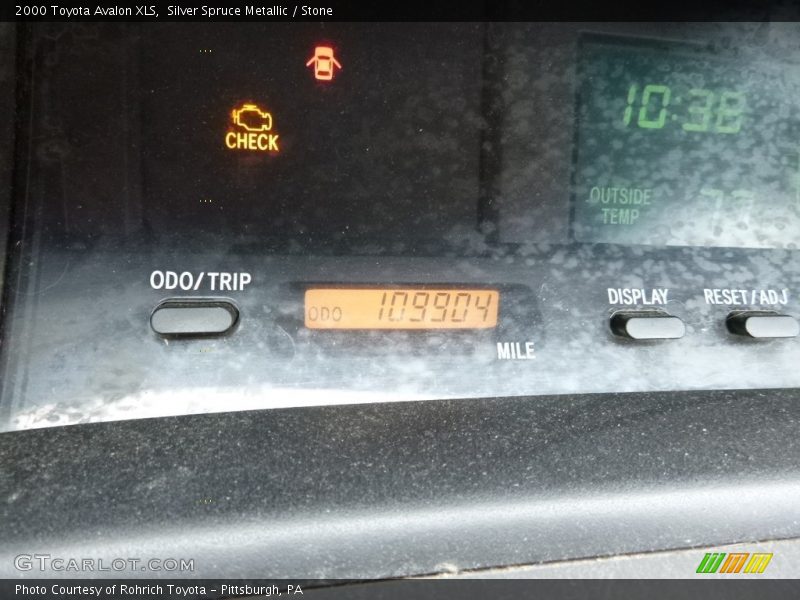 2000 Toyota Avalon XLS,  Silver Spruce Metallic / Stone
CHECK
10:38
OUTSIDE
TEMP
77
ODO/TRIP
ODO 109904
MILE
DISPLAY
RESET/ADJ
GTCARLOT.COM
Photo Courtesy of Rohrich Toyota - Pittsburgh, PA